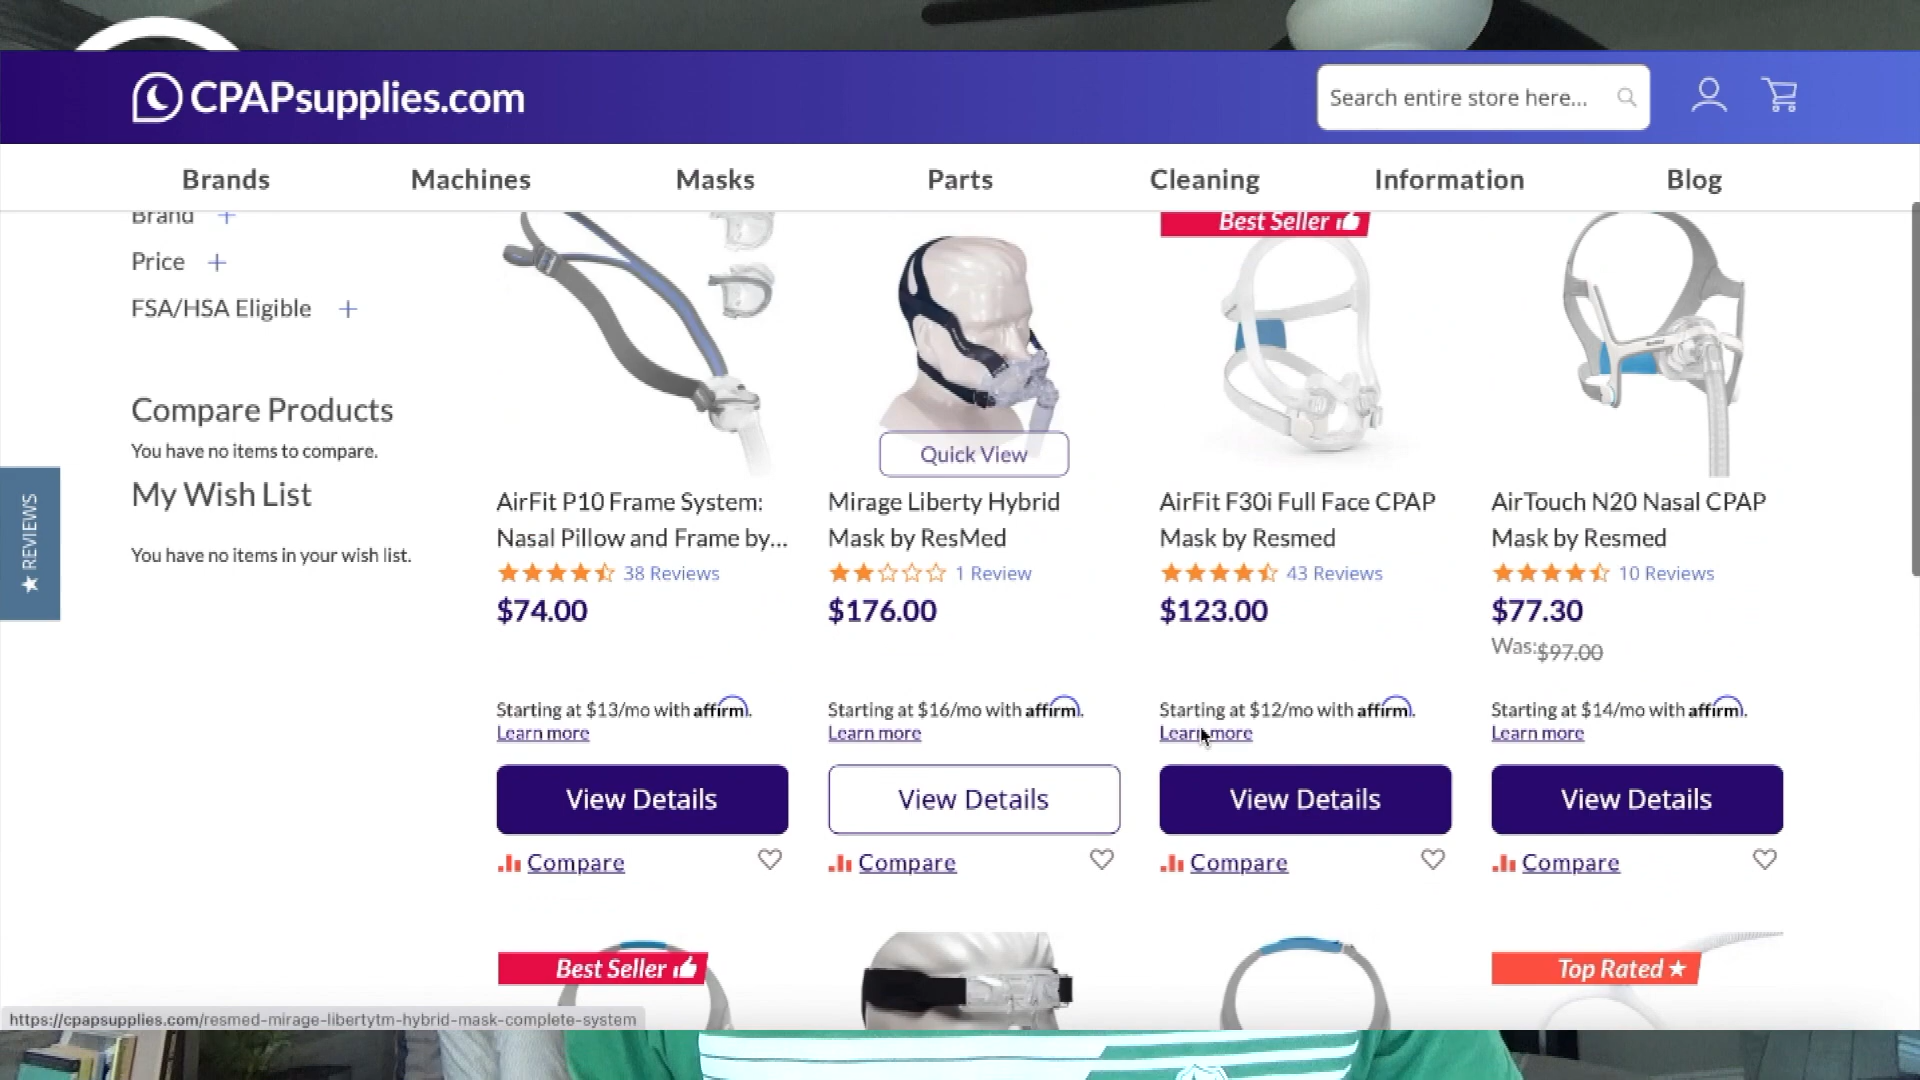 CPAPsupplies.com
Search entire store here...
Brands Machines Masks Parts Cleaning Information Blog
Brand +
Price +
FSA/HSA Eligible +
Compare Products
You have no items to compare.
My Wish List
You have no items in your wish list.
★ REVIEWS
Best Seller
Quick View
AirFit P10 Frame System:
Nasal Pillow and Frame by...
38 Reviews
$74.00
Starting at $13/mo with affirm.
Learn more
View Details
Compare
Mirage Liberty Hybrid
Mask by ResMed
1 Review
$176.00
Starting at $16/mo with affirm.
Learn more
View Details
Compare
AirFit F30i Full Face CPAP
Mask by Resmed
43 Reviews
$123.00
Starting at $12/mo with affirm.
Learn more
View Details
Compare
AirTouch N20 Nasal CPAP
Mask by Resmed
10 Reviews
$77.30
Was:$97.00
Starting at $14/mo with affirm.
Learn more
View Details
Compare
Best Seller
Top Rated ★
https://cpapsupplies.com/resmed-mirage-libertytm-hybrid-mask-complete-system